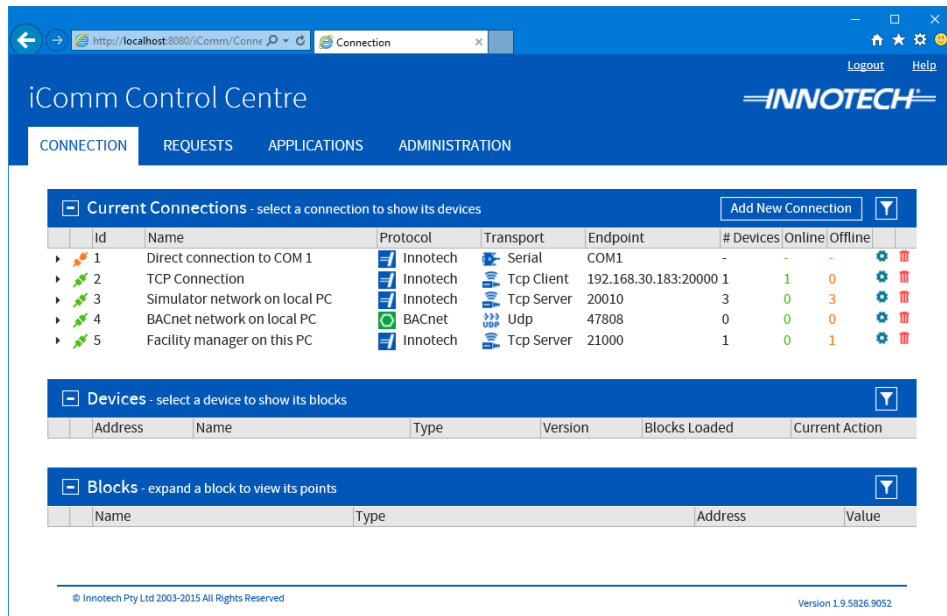 http://localhost:8080/iComm/Conne
Connection
Logout Help
iComm Control Centre
INNOTECH
CONNECTION REQUESTS APPLICATIONS ADMINISTRATION
Current Connections - select a connection to show its devices Add New Connection
Id Name Protocol Transport Endpoint # Devices Online Offline
1 Direct connection to COM 1 Innotech Serial COM1 - - -
2 TCP Connection Innotech Tcp Client 192.168.30.183:20000 1 1 0
3 Simulator network on local PC Innotech Tcp Server 20010 3 0 3
4 BACnet network on local PC BACnet UDP Udp 47808 0 0 0
5 Facility manager on this PC Innotech Tcp Server 21000 1 0 1
Devices - select a device to show its blocks
Address Name Type Version Blocks Loaded Current Action
Blocks - expand a block to view its points
Name Type Address Value
© Innotech Pty Ltd 2003-2015 All Rights Reserved
Version 1.9.5826.9052